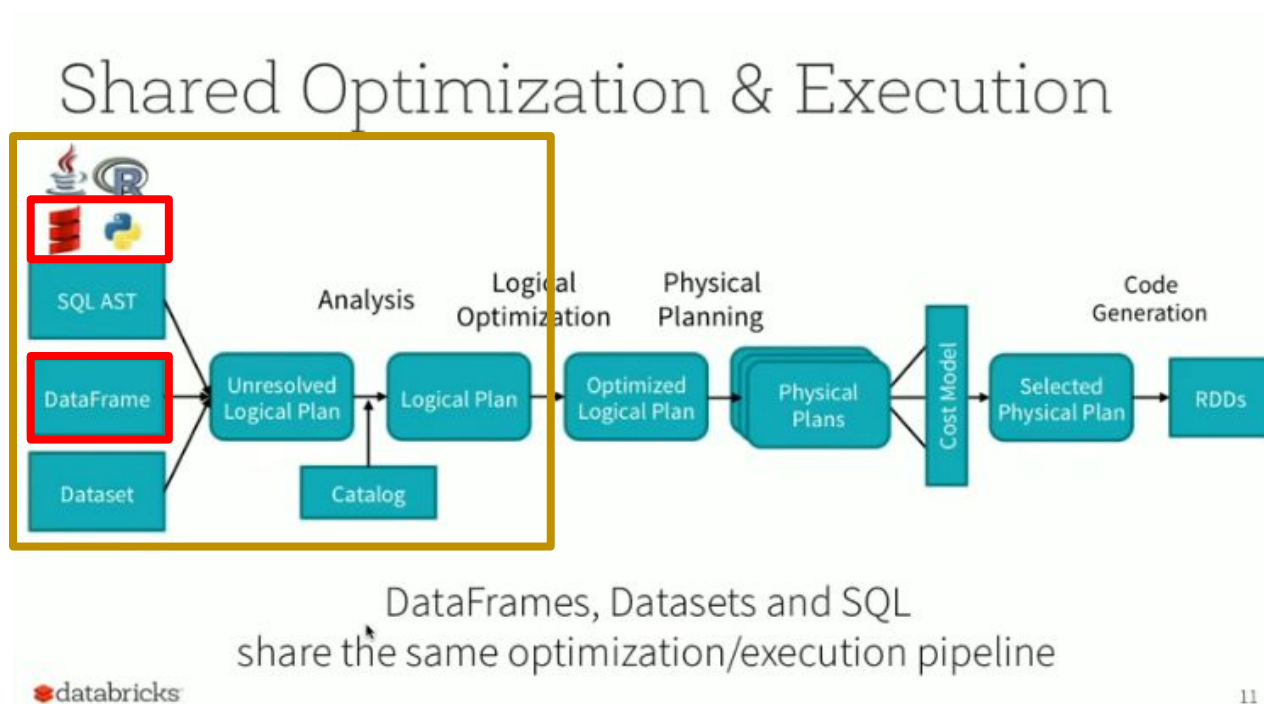 Shared Optimization & Execution
R
SQL AST
DataFrame
Dataset
Analysis
Unresolved
Logical Plan
Catalog
Logical Plan
Logical
Optimization
Optimized
Logical Plan
Physical
Planning
Physical
Plans
Cost Model
Selected
Physical Plan
Code
Generation
RDDs
DataFrames, Datasets and SQL
share the same optimization/execution pipeline
databricks
11